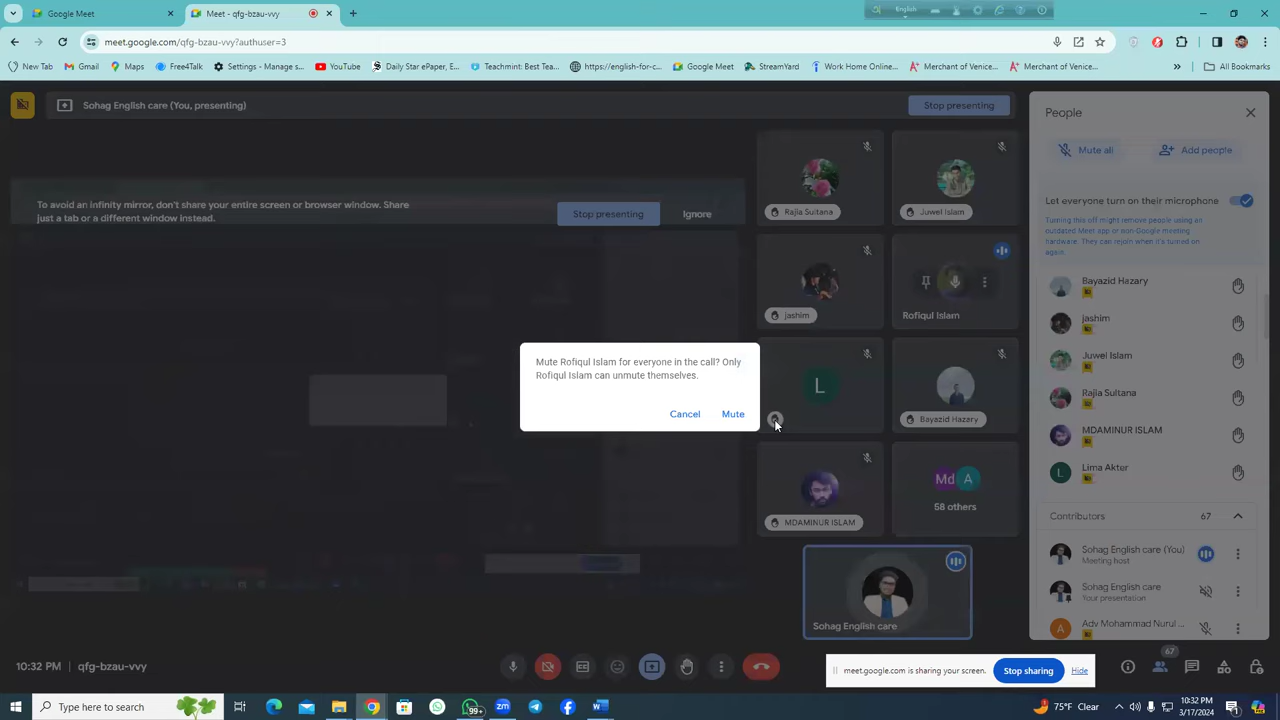 Google Meet
Meet - qfg-bzau-vvy
English
meet.google.com/qfg-bzau-vvy?authuser=3
New Tab
Gmail
Maps
Free4Talk
Settings - Manage s...
YouTube
Daily Star ePaper, E...
Teachmint: Best Tea...
https://english-for-c...
Google Meet
StreamYard
Work Home Online...
Merchant of Venice...
Merchant of Venice...
»
All Bookmarks
Sohag English care (You, presenting)
Stop presenting
People
Mute all
Add people
To avoid an infinity mirror, don't share your entire screen or browser window. Share
just a tab or a different window instead.
Stop presenting
Ignore
Let everyone turn on their microphone
Turning this off might remove people using an
outdated Meet app or non-Google meeting
hardware. They can rejoin when it's turned on
again.
Rajia Sultana
Juwel Islam
jashim
Rofiqul Islam
Mute Rofiqul Islam for everyone in the call? Only
Rofiqul Islam can unmute themselves.
Cancel
Mute
L
Bayazid Hazary
MDAMINUR ISLAM
Md
A
58 others
Sohag English care
Bayazid Hazary
jashim
Juwel Islam
Rajia Sultana
MDAMINUR ISLAM
L
Lima Akter
Contributors
67
Sohag English care (You)
Meeting host
Sohag English care
Your presentation
A
Adv Mohammad Nurul ...
10:32 PM
qfg-bzau-vvy
meet.google.com is sharing your screen.
Stop sharing
Hide
67
Type here to search
99+
zm
75°F Clear
10:32 PM
3/17/2024